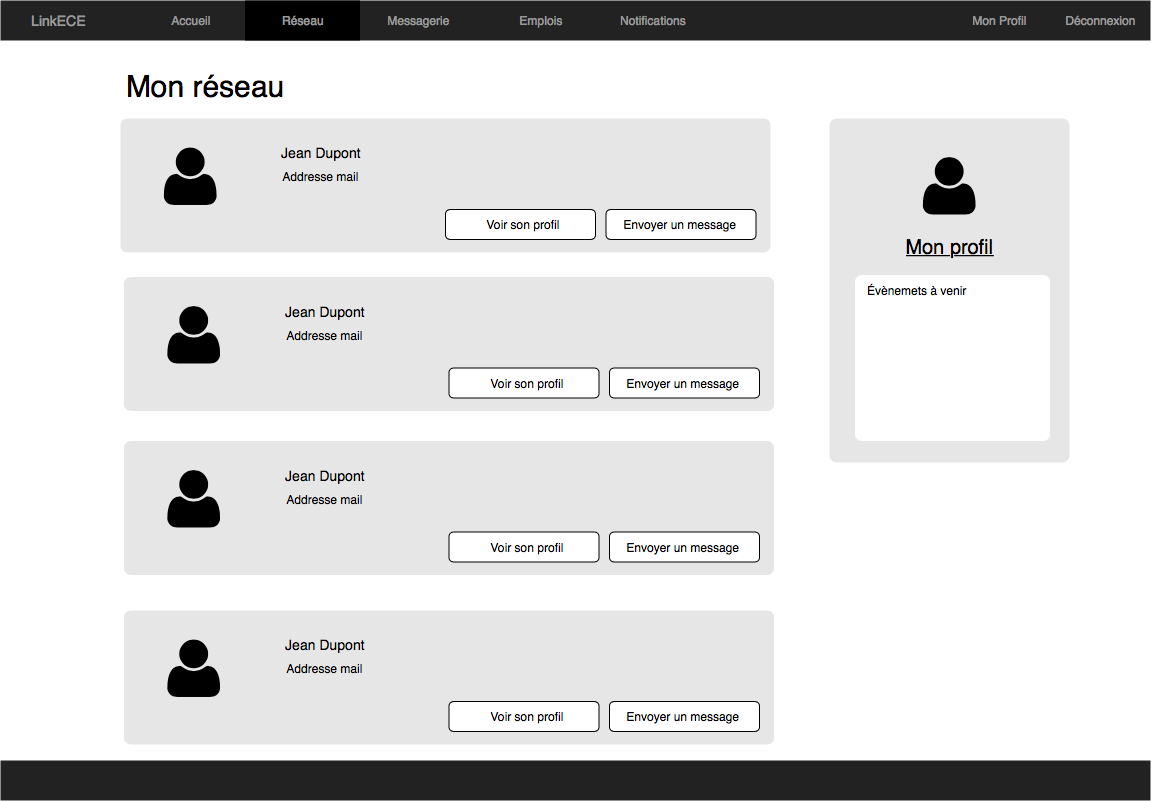 LinkECE Accueil Réseau Messagerie Emplois Notifications Mon Profil Déconnexion
Mon réseau
Jean Dupont
Addresse mail
Voir son profil Envoyer un message
Jean Dupont
Addresse mail
Voir son profil Envoyer un message
Jean Dupont
Addresse mail
Voir son profil Envoyer un message
Jean Dupont
Addresse mail
Voir son profil Envoyer un message
Mon profil
Évènemets à venir